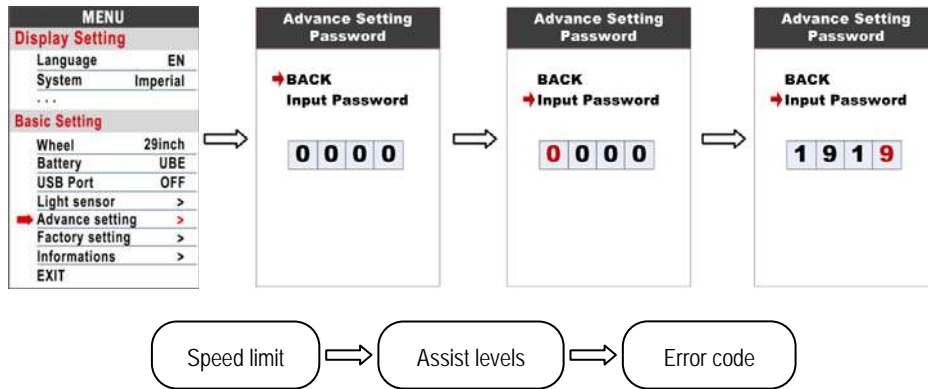 MENU
Display Setting
Language EN
System Imperial
...
Basic Setting
Wheel 29inch
Battery UBE
USB Port OFF
Light sensor >
Advance setting >
Factory setting >
Informations >
EXIT
Advance Setting
Password
BACK
Input Password
0 0 0 0
Advance Setting
Password
BACK
Input Password
0 0 0 0
Advance Setting
Password
BACK
Input Password
1 9 1 9
Speed limit
Assist levels
Error code